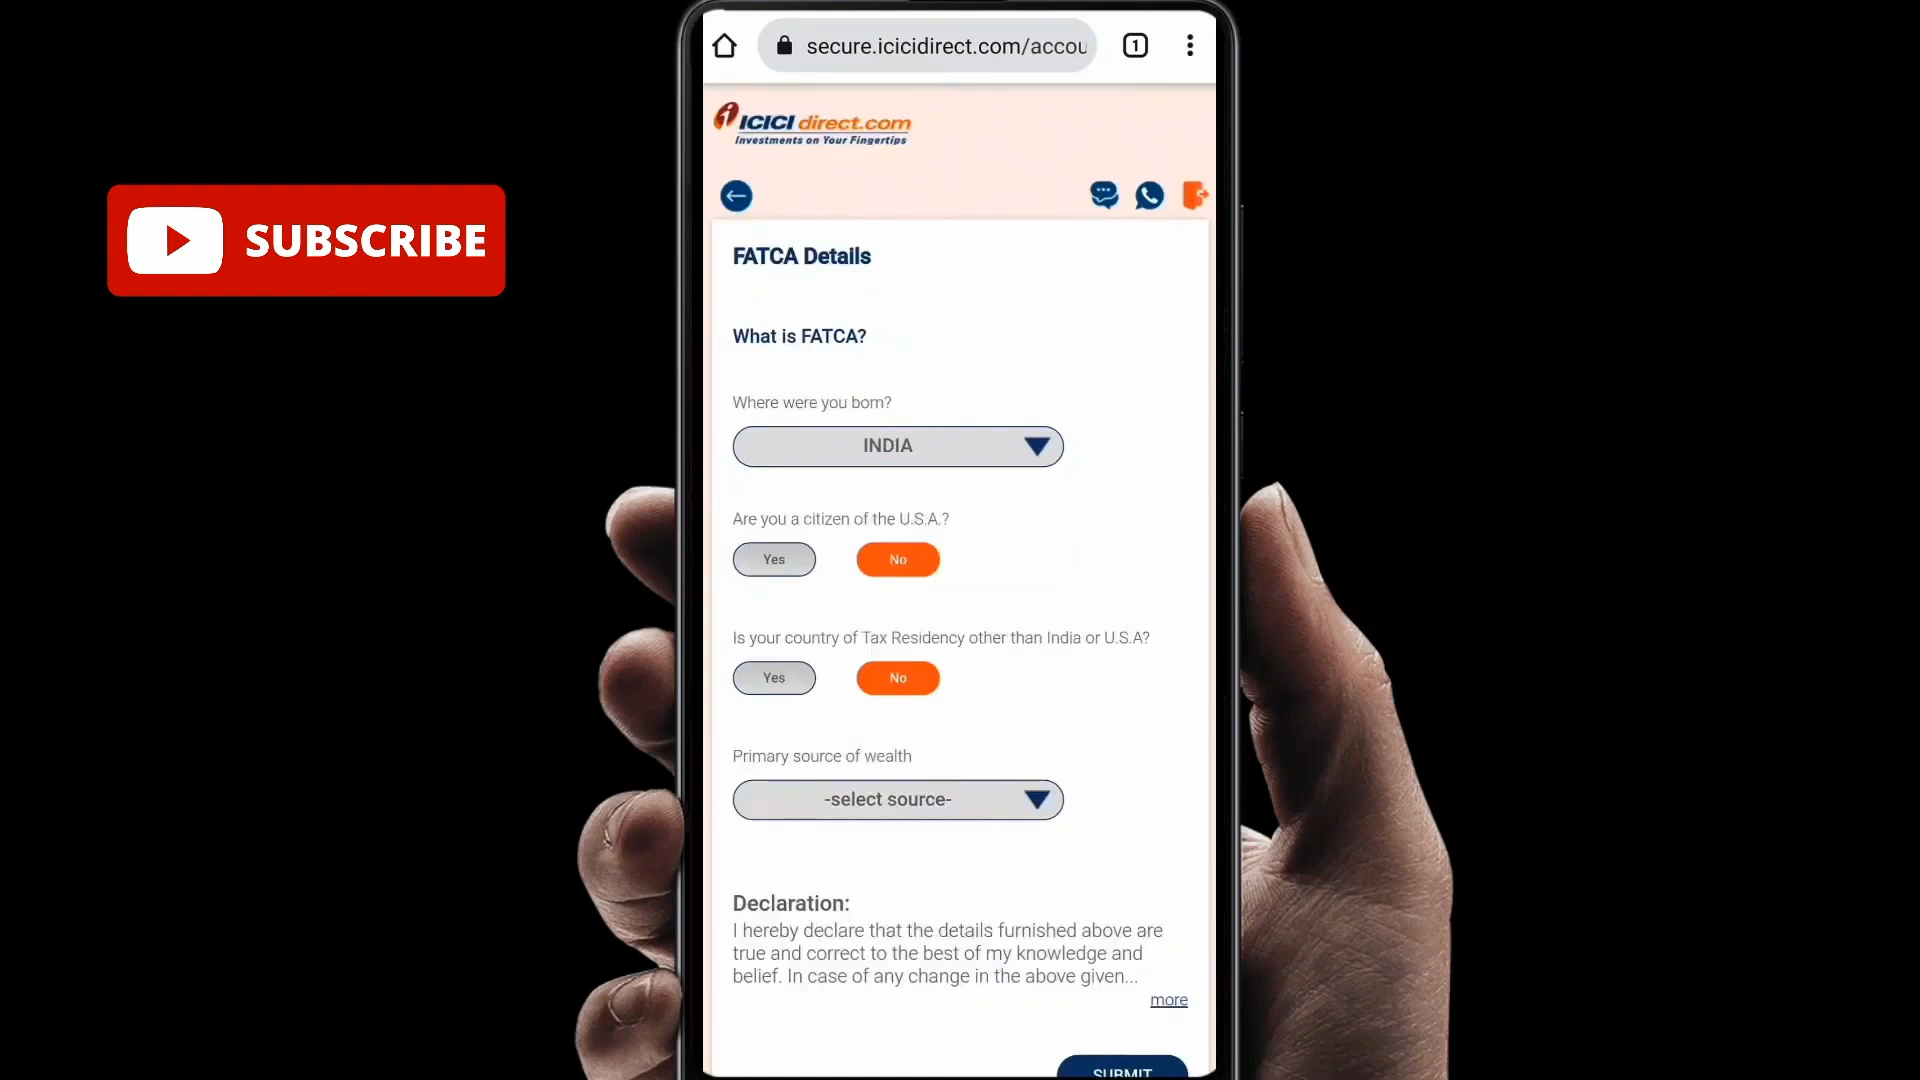 secure.icicidirect.com/accou
1
ICICI direct.com
Investments on Your Fingertips
SUBSCRIBE
FATCA Details
What is FATCA?
Where were you born?
INDIA
Are you a citizen of the U.S.A.?
Yes No
Is your country of Tax Residency other than India or U.S.A?
Yes No
Primary source of wealth
-select source-
Declaration:
I hereby declare that the details furnished above are
true and correct to the best of my knowledge and
belief. In case of any change in the above given...
more
SUBMIT